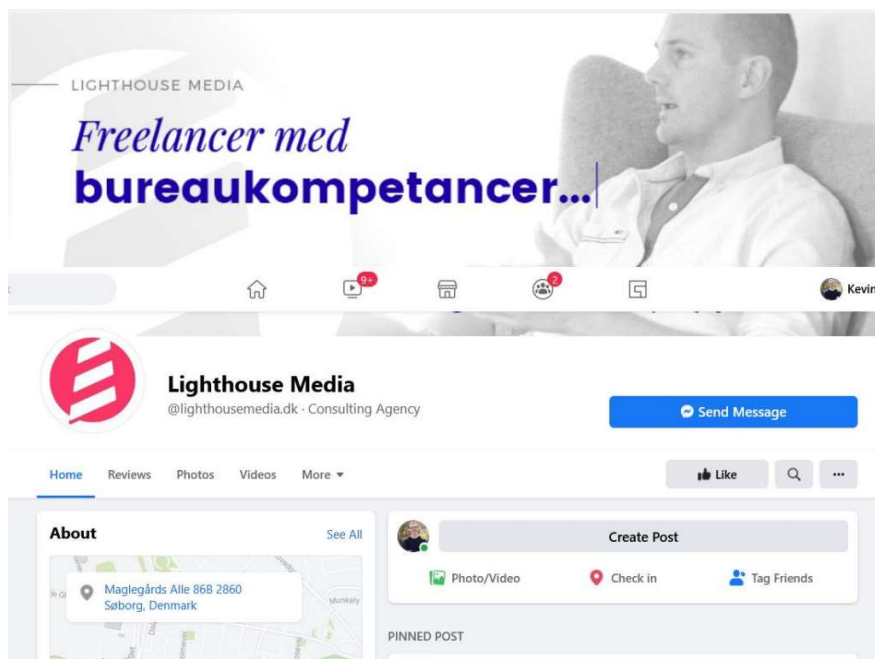 LIGHTHOUSE MEDIA
Freelancer med
bureaukompetancer...
9+
2
Kevin
Lighthouse Media
@lighthousemedia.dk · Consulting Agency
Send Message
Home Reviews Photos Videos More
Like
About
See All
Maglegårds Alle 86B 2860
Søborg, Denmark
Munkely
Create Post
Photo/Video Check in Tag Friends
PINNED POST